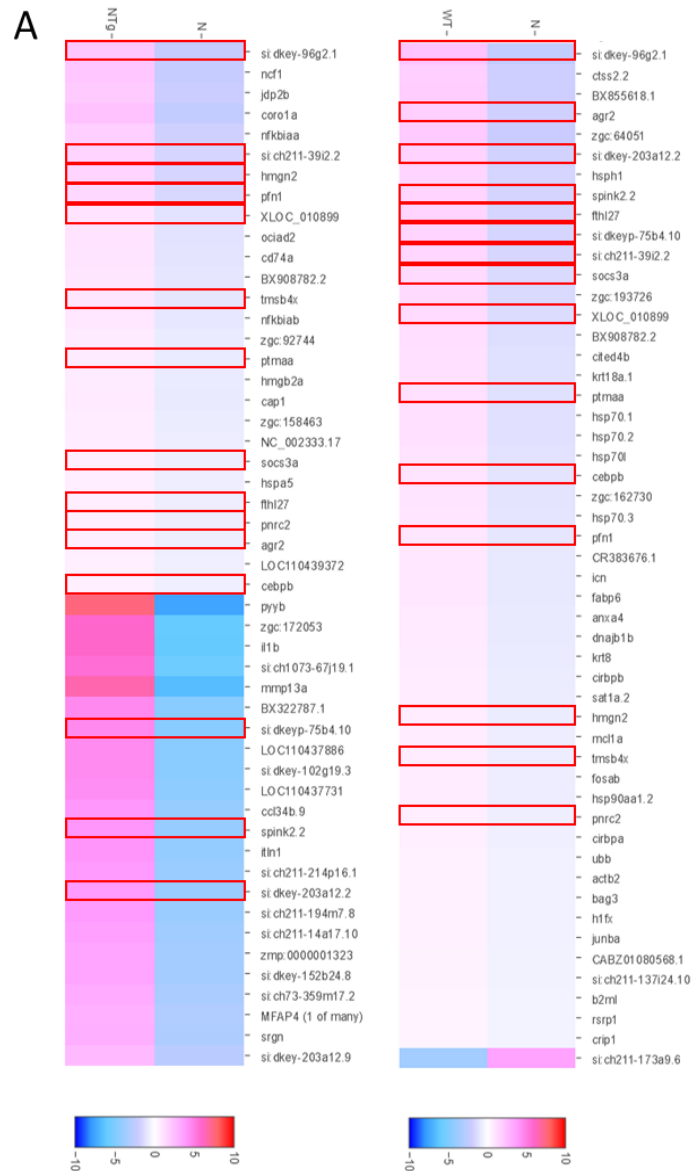 A
NTg
N
si:dkey-96g2.1
ncf1
jdp2b
coro1a
nfkbiaa
si:ch211-39i2.2
hmgn2
pfn1
XLOC_010899
ociad2
cd74a
BX908782.2
tmsb4x
nfkbiab
zgc:92744
ptmaa
hmgb2a
cap1
zgc:158463
NC_002333.17
socs3a
hspa5
fthl27
pnrc2
agr2
LOC110439372
cebpb
pyyb
zgc:172053
il1b
si:ch1073-67j19.1
mmp13a
BX322787.1
si:dkeyp-75b4.10
LOC110437886
si:dkey-102g19.3
LOC110437731
ccl34b.9
spink2.2
itln1
si:ch211-214p16.1
si:dkey-203a12.2
si:ch211-194m7.8
si:ch211-14a17.10
zmp:0000001323
si:dkey-152b24.8
si:ch73-359m17.2
MFAP4 (1 of many)
srgn
si:dkey-203a12.9
-10
-5
0
5
10
WT
N
si:dkey-96g2.1
ctss2.2
BX855618.1
agr2
zgc:64051
si:dkey-203a12.2
hsph1
spink2.2
fthl27
si:dkeyp-75b4.10
si:ch211-39i2.2
socs3a
zgc:193726
XLOC_010899
BX908782.2
cited4b
krt18a.1
ptmaa
hsp70.1
hsp70.2
hsp70l
cebpb
zgc:162730
hsp70.3
pfn1
CR383676.1
icn
fabp6
anxa4
dnajb1b
krt8
cirbpb
sat1a.2
hmgn2
mcl1a
tmsb4x
fosab
hsp90aa1.2
pnrc2
cirbpa
ubb
actb2
bag3
h1fx
junba
CABZ01080568.1
si:ch211-137i24.10
b2ml
rsrp1
crip1
si:ch211-173a9.6
-10
-5
0
5
10